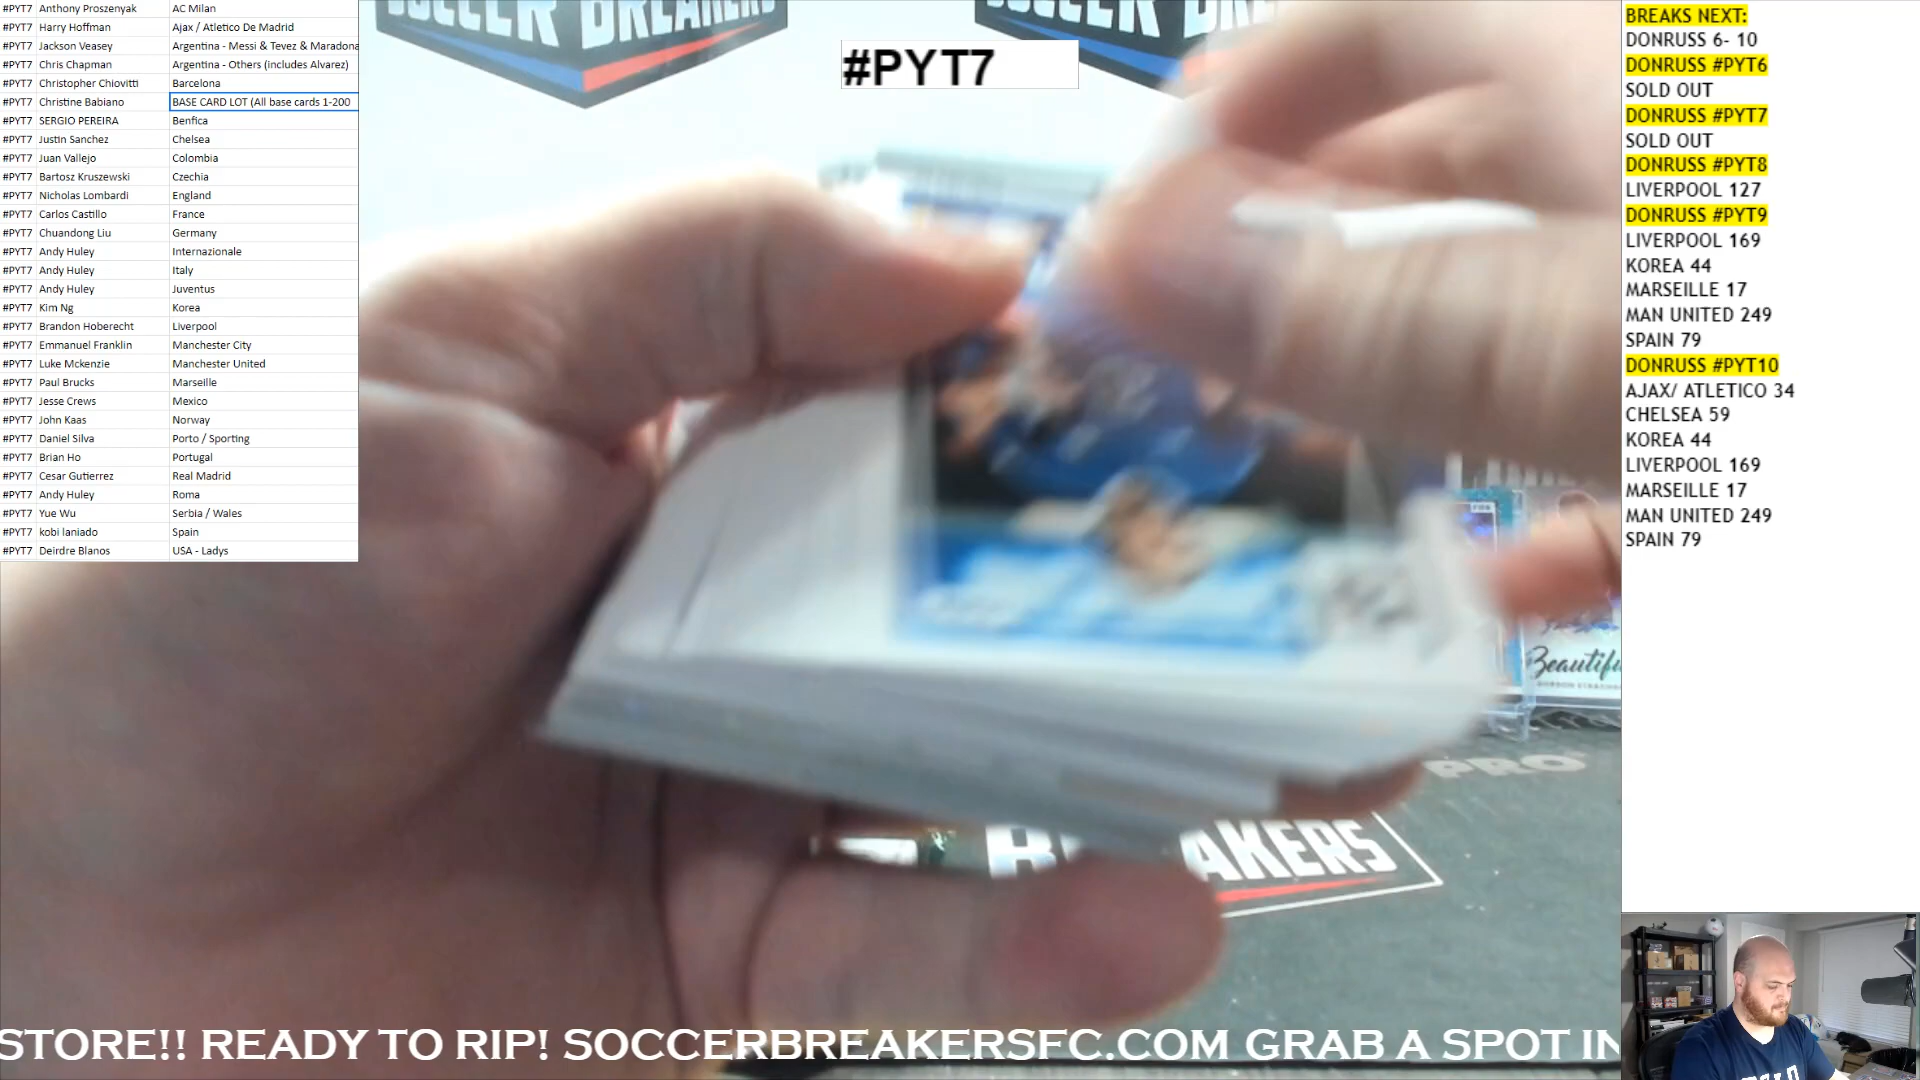 #PYT7 Anthony Proszenyak AC Milan
#PYT7 Harry Hoffman Ajax / Atletico De Madrid
#PYT7 Jackson Veasey Argentina - Messi & Tevez & Maradona
#PYT7 Chris Chapman Argentina - Others (includes Alvarez)
#PYT7 Christopher Chiovitti Barcelona
#PYT7 Christine Babiano BASE CARD LOT (All base cards 1-200
#PYT7 SERGIO PEREIRA Benfica
#PYT7 Justin Sanchez Chelsea
#PYT7 Juan Vallejo Colombia
#PYT7 Bartosz Kruszewski Czechia
#PYT7 Nicholas Lombardi England
#PYT7 Carlos Castillo France
#PYT7 Chuandong Liu Germany
#PYT7 Andy Huley Internazionale
#PYT7 Andy Huley Italy
#PYT7 Andy Huley Juventus
#PYT7 Kim Ng Korea
#PYT7 Brandon Hoberecht Liverpool
#PYT7 Emmanuel Franklin Manchester City
#PYT7 Luke Mckenzie Manchester United
#PYT7 Paul Brucks Marseille
#PYT7 Jesse Crews Mexico
#PYT7 John Kaas Norway
#PYT7 Daniel Silva Porto / Sporting
#PYT7 Brian Ho Portugal
#PYT7 Cesar Gutierrez Real Madrid
#PYT7 Andy Huley Roma
#PYT7 Yue Wu Serbia / Wales
#PYT7 kobi laniado Spain
#PYT7 Deirdre Blanos USA - Ladys
SOCCER BREAKERS
#PYT7
BREAKS NEXT:
DONRUSS 6- 10
DONRUSS #PYT6
SOLD OUT
DONRUSS #PYT7
SOLD OUT
DONRUSS #PYT8
LIVERPOOL 127
DONRUSS #PYT9
LIVERPOOL 169
KOREA 44
MARSEILLE 17
MAN UNITED 249
SPAIN 79
DONRUSS #PYT10
AJAX/ ATLETICO 34
CHELSEA 59
KOREA 44
LIVERPOOL 169
MARSEILLE 17
MAN UNITED 249
SPAIN 79
FIFA
Beautifu
PRO
AKERS
STORE!! READY TO RIP! SOCCERBREAKERSFC.COM GRAB A SPOT IN